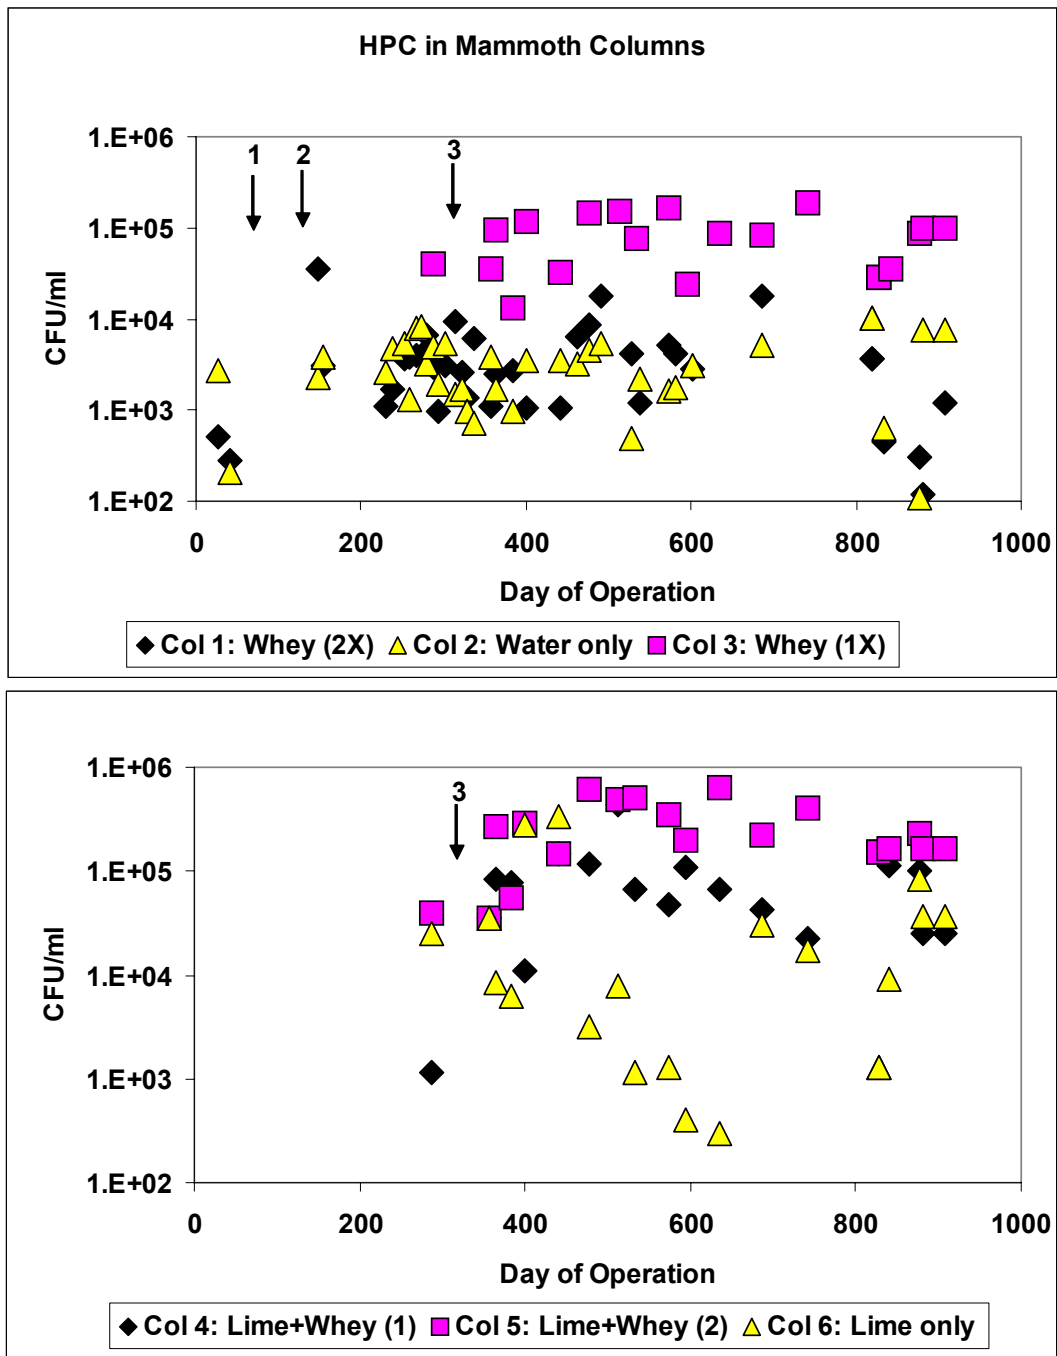 HPC in Mammoth Columns
1.E+06
1 2 3
1.E+05
1.E+04
1.E+03
1.E+02
CFU/ml
0 200 400 600 800 1000
Day of Operation
Col 1: Whey (2X) Col 2: Water only Col 3: Whey (1X)
1.E+06
3
1.E+05
1.E+04
1.E+03
1.E+02
CFU/ml
0 200 400 600 800 1000
Day of Operation
Col 4: Lime+Whey (1) Col 5: Lime+Whey (2) Col 6: Lime only